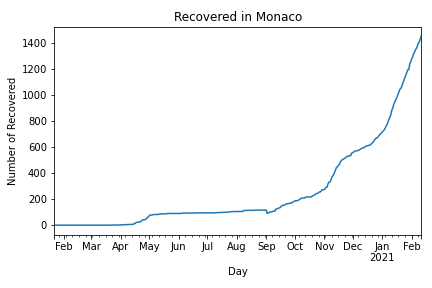 Recovered in Monaco
Number of Recovered
1400
1200
1000
800
600
400
200
0
Feb Mar Apr May Jun Jul Aug Sep Oct Nov Dec Jan Feb
2021
Day